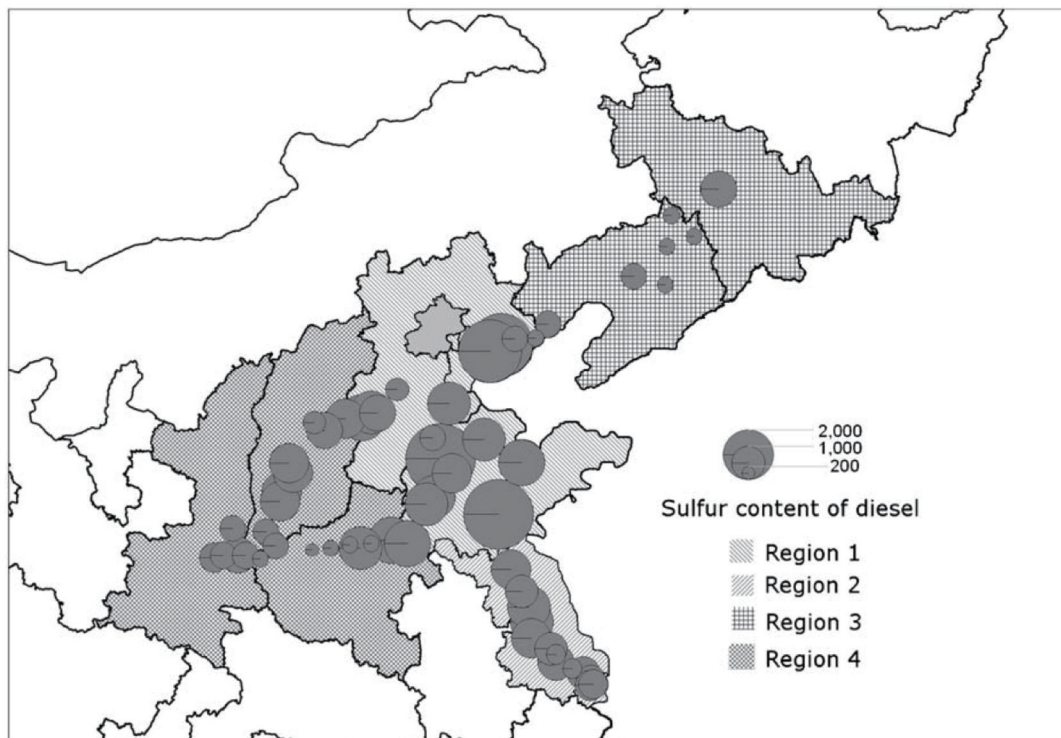 2,000
1,000
200
Sulfur content of diesel
Region 1
Region 2
Region 3
Region 4